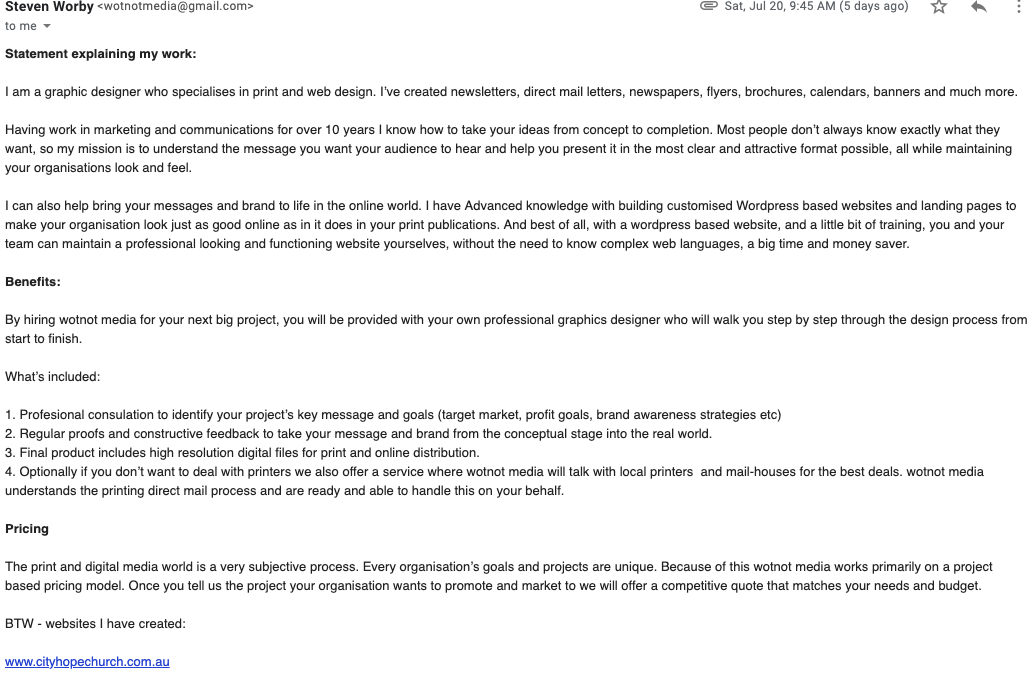 Steven Worby <wotnotmedia@gmail.com> Sat, Jul 20, 9:45 AM (5 days ago)
to me
Statement explaining my work:
I am a graphic designer who specialises in print and web design. I've created newsletters, direct mail letters, newspapers, flyers, brochures, calendars, banners and much more.
Having work in marketing and communications for over 10 years I know how to take your ideas from concept to completion. Most people don't always know exactly what they
want, so my mission is to understand the message you want your audience to hear and help you present it in the most clear and attractive format possible, all while maintaining
your organisations look and feel.
I can also help bring your messages and brand to life in the online world. I have Advanced knowledge with building customised Wordpress based websites and landing pages to
make your organisation look just as good online as in it does in your print publications. And best of all, with a wordpress based website, and a little bit of training, you and your
team can maintain a professional looking and functioning website yourselves, without the need to know complex web languages, a big time and money saver.
Benefits:
By hiring wotnot media for your next big project, you will be provided with your own professional graphics designer who will walk you step by step through the design process from
start to finish.
What's included:
1. Profesional consulation to identify your project's key message and goals (target market, profit goals, brand awareness strategies etc)
2. Regular proofs and constructive feedback to take your message and brand from the conceptual stage into the real world.
3. Final product includes high resolution digital files for print and online distribution.
4. Optionally if you don't want to deal with printers we also offer a service where wotnot media will talk with local printers  and mail-houses for the best deals. wotnot media
understands the printing direct mail process and are ready and able to handle this on your behalf.
Pricing
The print and digital media world is a very subjective process. Every organisation's goals and projects are unique. Because of this wotnot media works primarily on a project
based pricing model. Once you tell us the project your organisation wants to promote and market to we will offer a competitive quote that matches your needs and budget.
BTW - websites I have created:
www.cityhopechurch.com.au